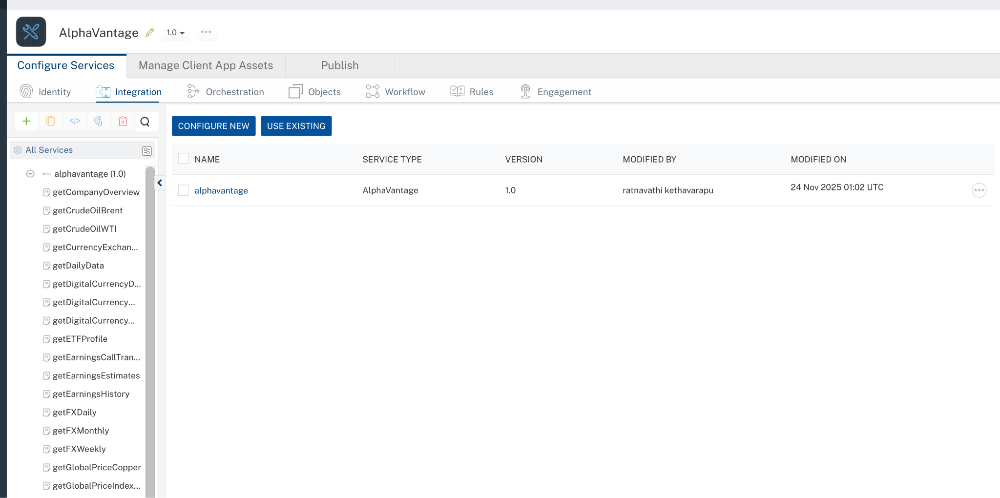 AlphaVantage
1.0
Configure Services
Manage Client App Assets
Publish
Identity
Integration
Orchestration
Objects
Workflow
Rules
Engagement
</>
CONFIGURE NEW
USE EXISTING
All Services
alphavantage (1.0)
getCompanyOverview
getCrudeOilBrent
getCrudeOilWTI
getCurrencyExchan...
getDailyData
getDigitalCurrencyD...
getDigitalCurrency...
getDigitalCurrency...
getETFProfile
getEarningsCallTran...
getEarningsEstimates
getEarningsHistory
getFXDaily
getFXMonthly
getFXWeekly
getGlobalPriceCopper
getGlobalPriceIndex...
NAME SERVICE TYPE VERSION MODIFIED BY MODIFIED ON
alphavantage AlphaVantage 1.0 ratnavathi kethavarapu 24 Nov 2025 01:02 UTC